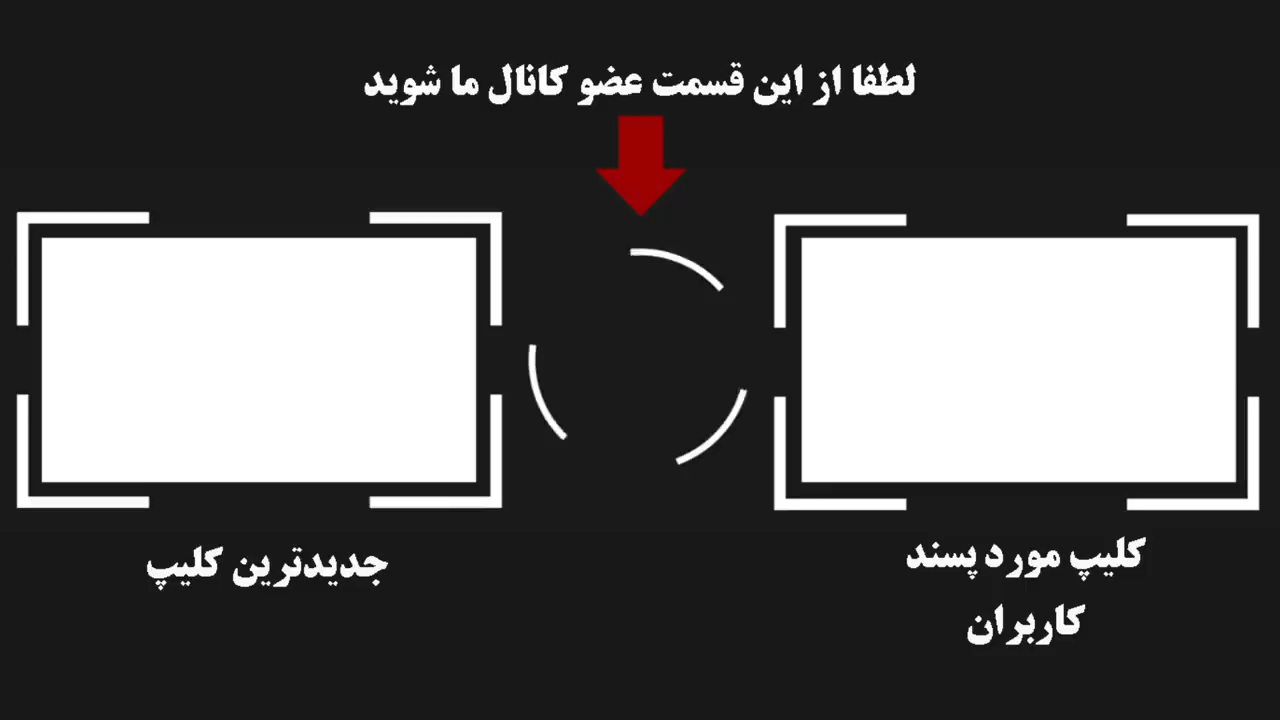 لطفا از این قسمت عضو کانال ما شوید
کلیپ مورد پسند
کاربران
جدیدترین کلیپ